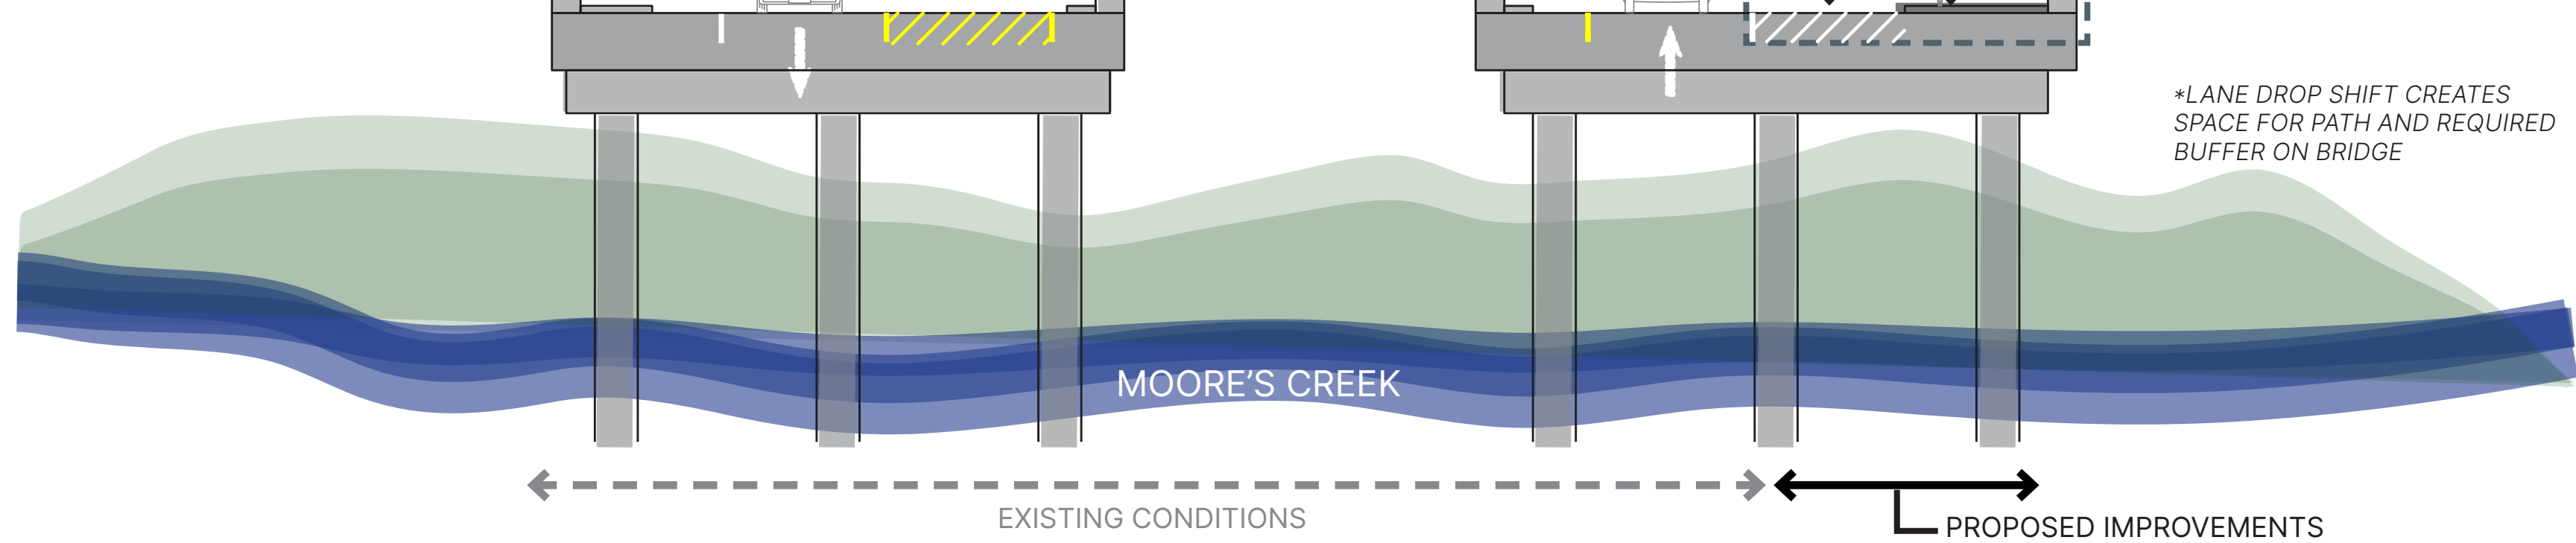 *LANE DROP SHIFT CREATES
SPACE FOR PATH AND REQUIRED
BUFFER ON BRIDGE
MOORE’S CREEK
EXISTING CONDITIONS
PROPOSED IMPROVEMENTS